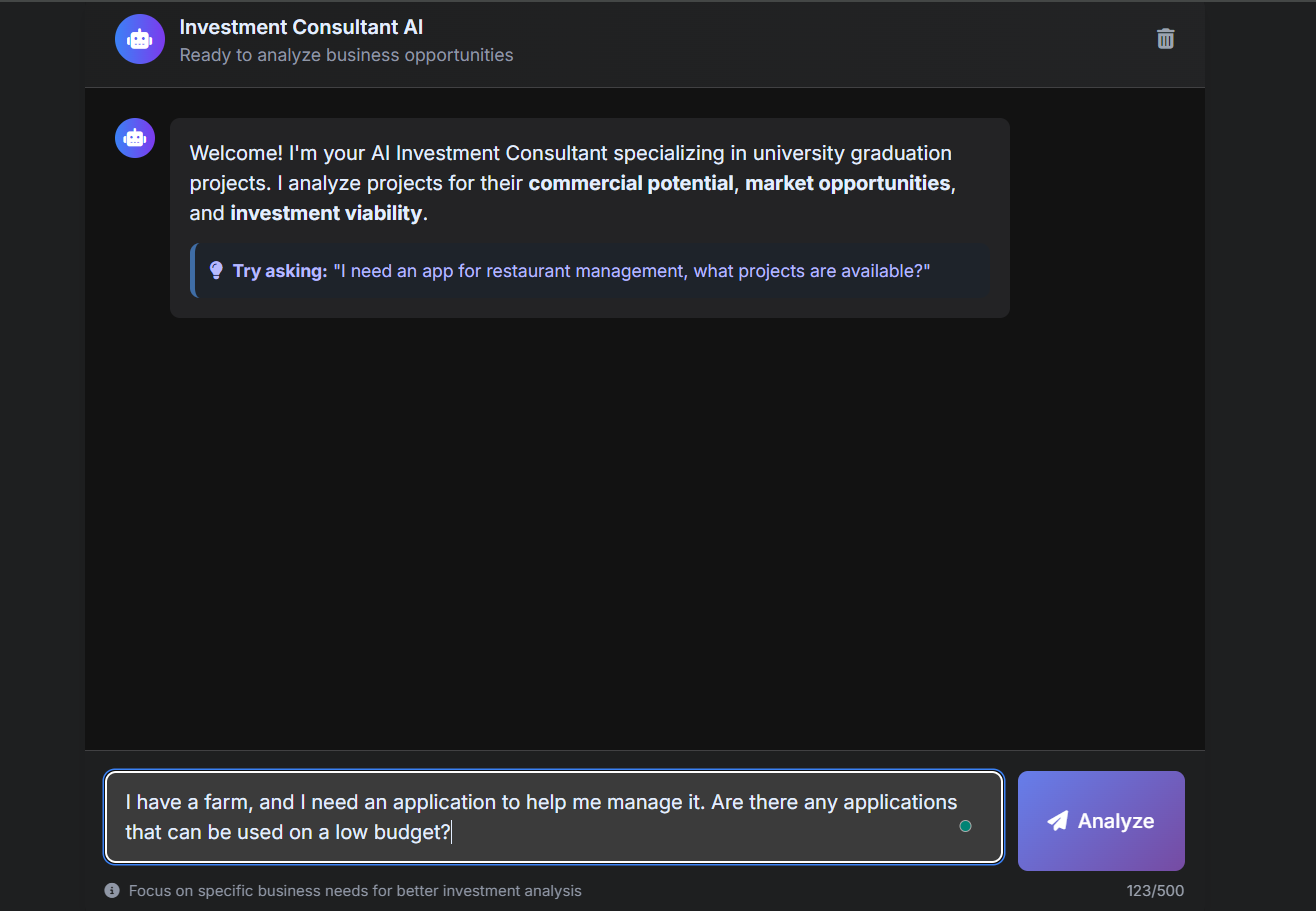 Investment Consultant AI
Ready to analyze business opportunities
Welcome! I'm your AI Investment Consultant specializing in university graduation
projects. I analyze projects for their commercial potential, market opportunities,
and investment viability.
Try asking: "I need an app for restaurant management, what projects are available?"
I have a farm, and I need an application to help me manage it. Are there any applications
that can be used on a low budget?
Analyze
Focus on specific business needs for better investment analysis
123/500